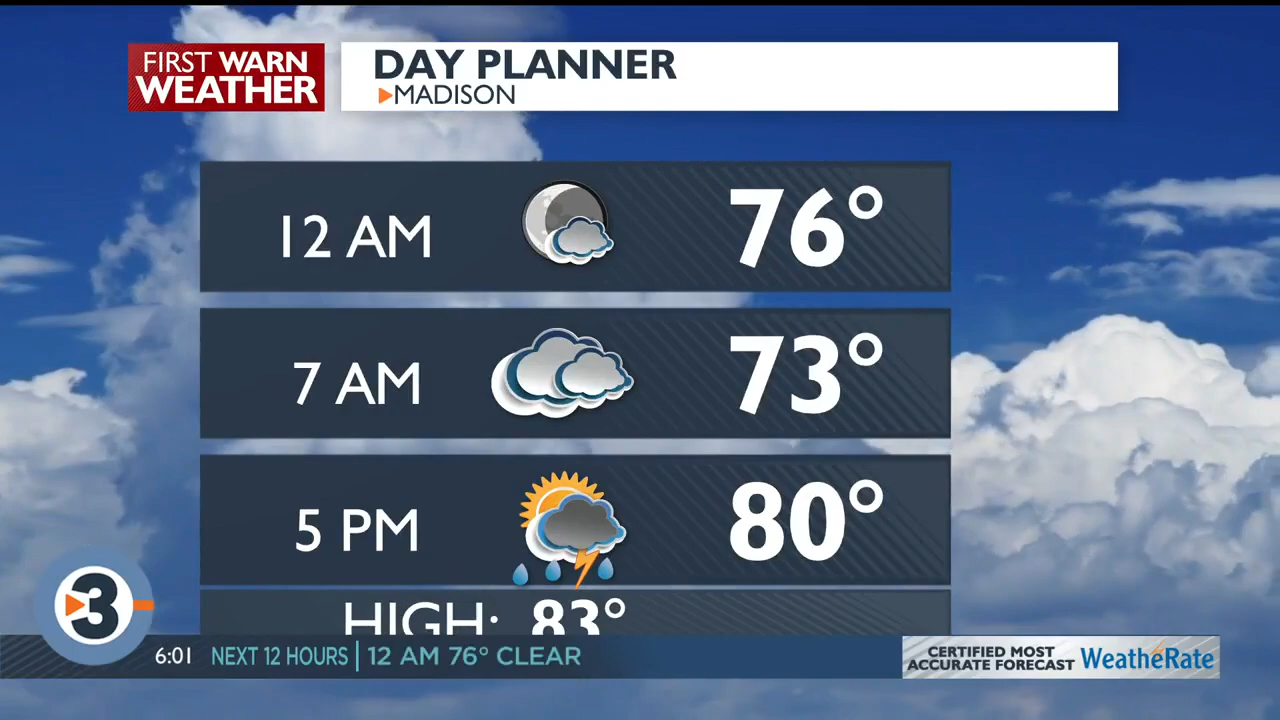 FIRST WARN
WEATHER
DAY PLANNER
MADISON
12 AM 76°
7 AM 73°
5 PM 80°
HIGH: 83°
3
6:01 NEXT 12 HOURS | 12 AM 76° CLEAR
CERTIFIED MOST
ACCURATE FORECAST WeatheRate